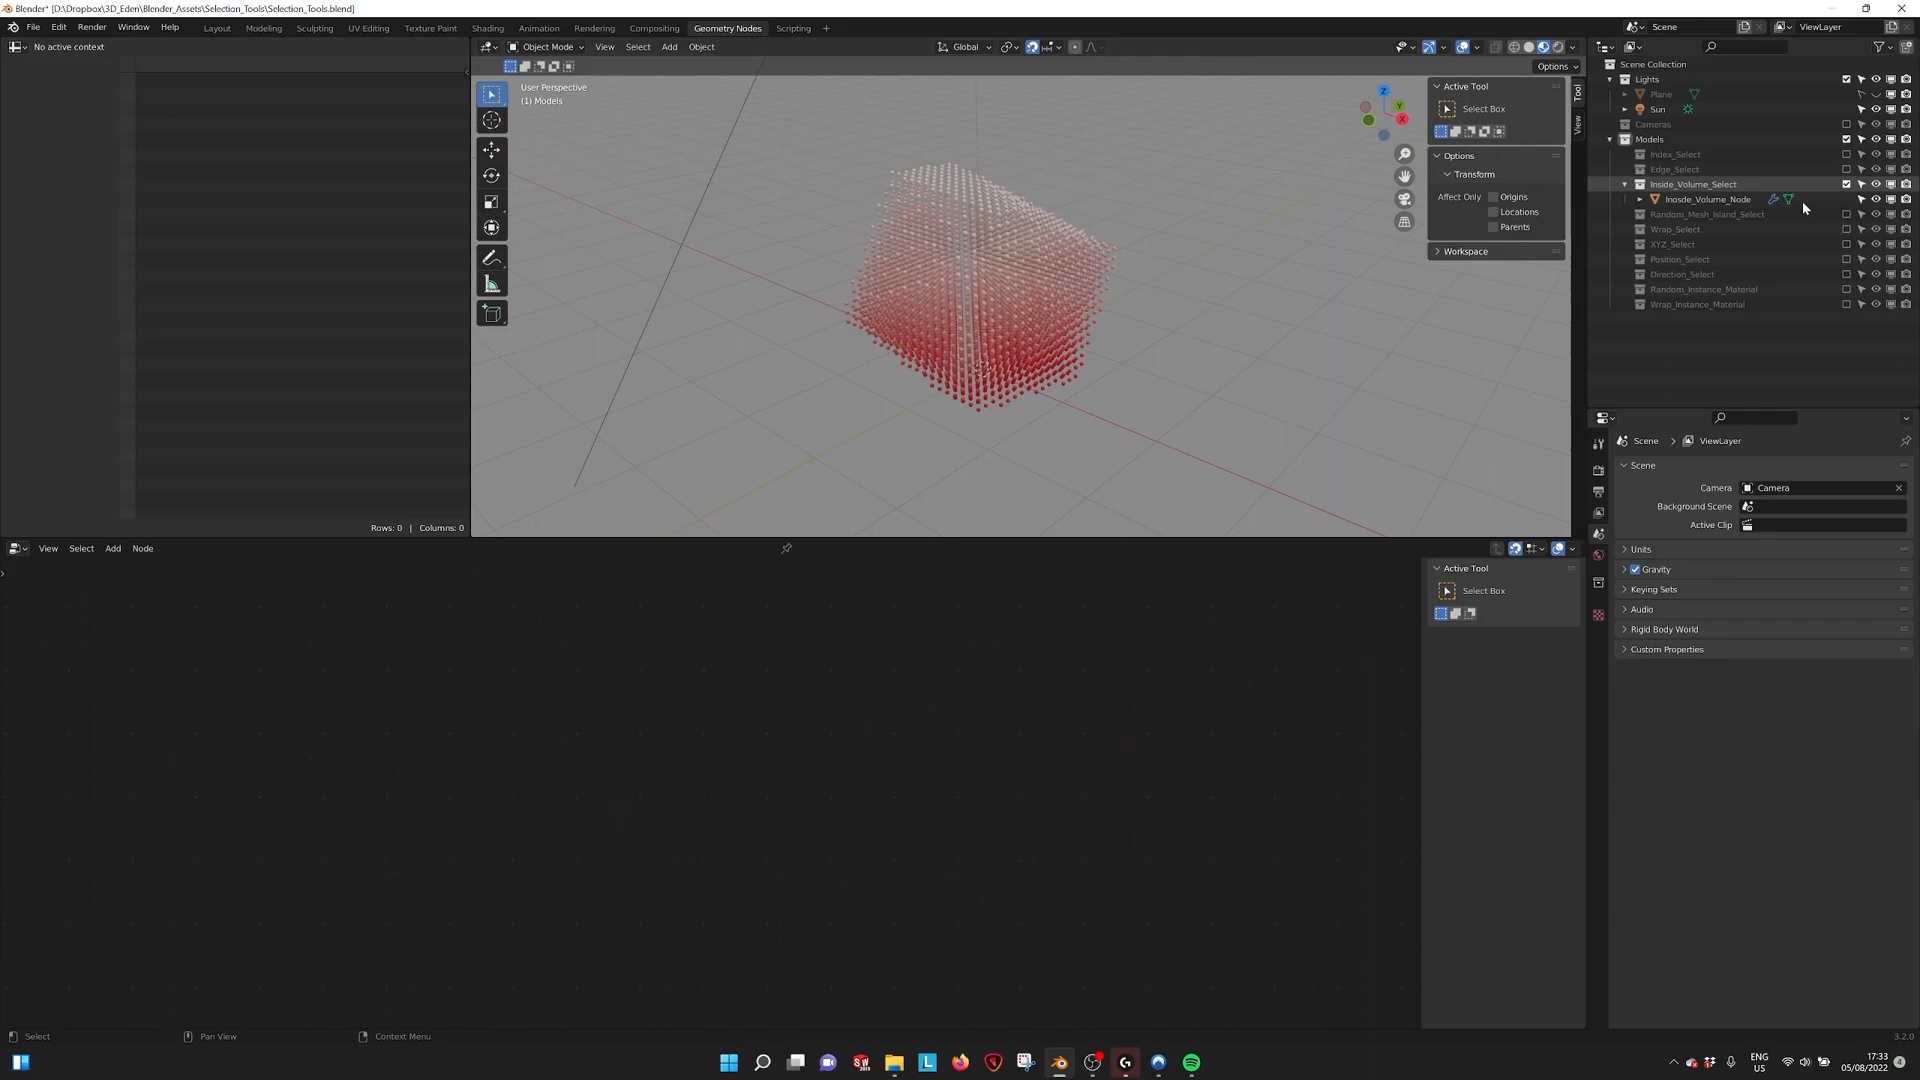 Blender* [D:\Dropbox\3D_Eden\Blender_Assets\Selection_Tools\Selection_Tools.blend]
File Edit Render Window Help Layout Modeling Sculpting UV Editing Texture Paint Shading Animation Rendering Compositing Geometry Nodes Scripting + Scene ViewLayer
No active context
Object Mode View Select Add Object Global
Options
User Perspective
(1) Models
Z
Y
X
Active Tool
Select Box
Options
Transform
Affect Only Origins
Locations
Parents
Workspace
Tool
View
Scene Collection
Lights
Plane
Sun
Cameras
Models
Index_Select
Edge_Select
Inside_Volume_Select
Inosde_Volume_Node
Random_Mesh_Island_Select
Wrap_Select
XYZ_Select
Position_Select
Direction_Select
Random_Instance_Material
Wrap_Instance_Material
Rows: 0 | Columns: 0
Scene > ViewLayer
Scene
Camera Camera
Background Scene
Active Clip
Units
Gravity
Keying Sets
Audio
Rigid Body World
Custom Properties
View Select Add Node
Active Tool
Select Box
Select Pan View Context Menu 3.2.0
ENG
US
17:33
05/08/2022
4